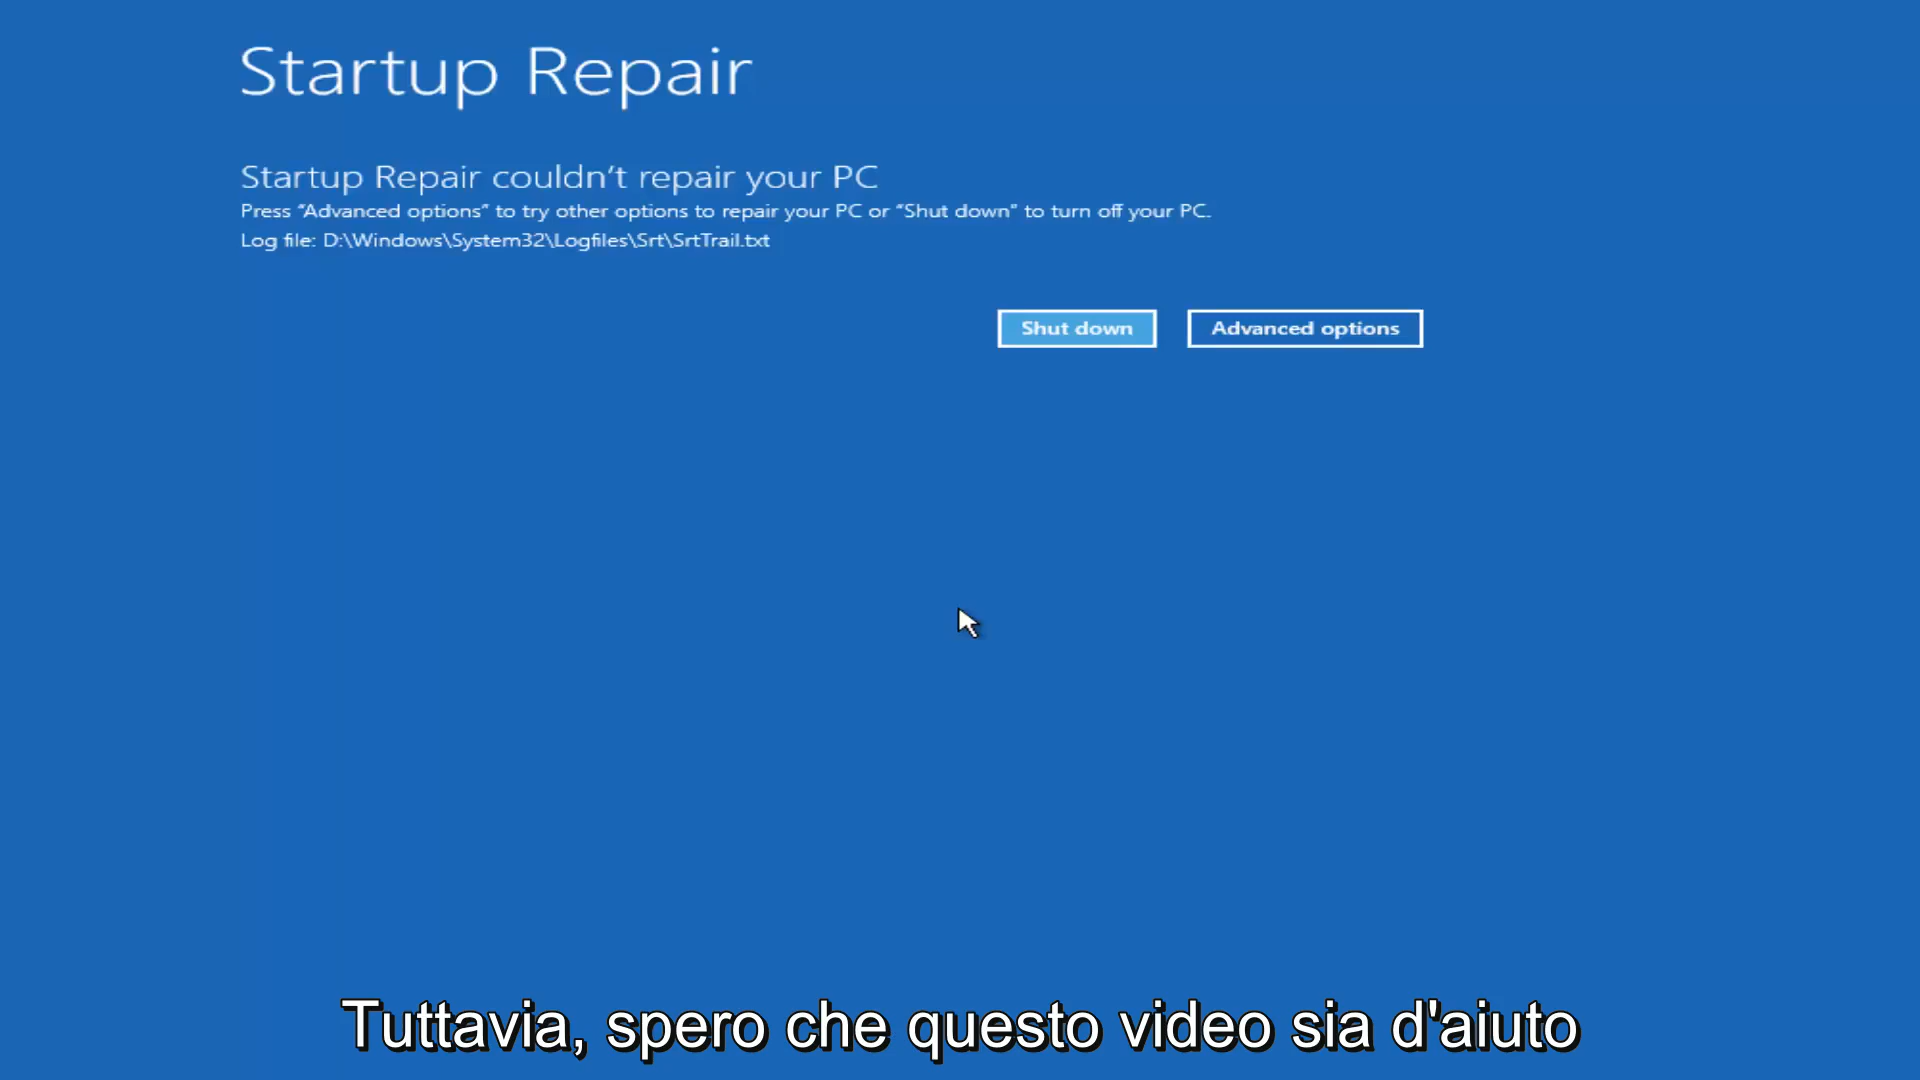 Startup Repair
Startup Repair couldn't repair your PC
Press “Advanced options” to try other options to repair your PC or “Shut down” to turn off your PC.
Log file: D:\Windows\System32\Logfiles\Srt\SrtTrail.txt
Shut down Advanced options
Tuttavia, spero che questo video sia d'aiuto